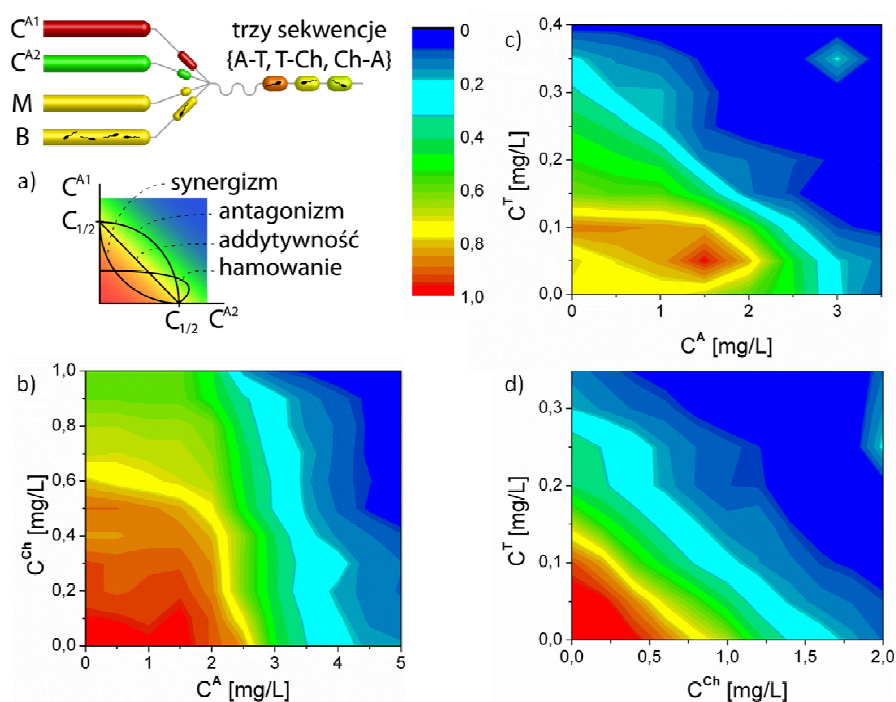 C^A1
C^A2
M
B
trzy sekwencje
{A-T, T-Ch, Ch-A}
a)
C^A1
C1/2
synergizm
antagonizm
addytywność
hamowanie
C1/2
C^A2
0
0.2
0.4
0.6
0.8
1,0
c)
0,4
0,3
0,2
0,1
0,0
C^T [mg/L]
0 1 2 3
C^A [mg/L]
b)
1,0
0,8
0,6
0,4
0,2
0,0
C^Ch [mg/L]
0 1 2 3 4 5
C^A [mg/L]
d)
0,3
0,2
0,1
0,0
C^T [mg/L]
0,0 0,5 1,0 1,5 2,0
C^Ch [mg/L]